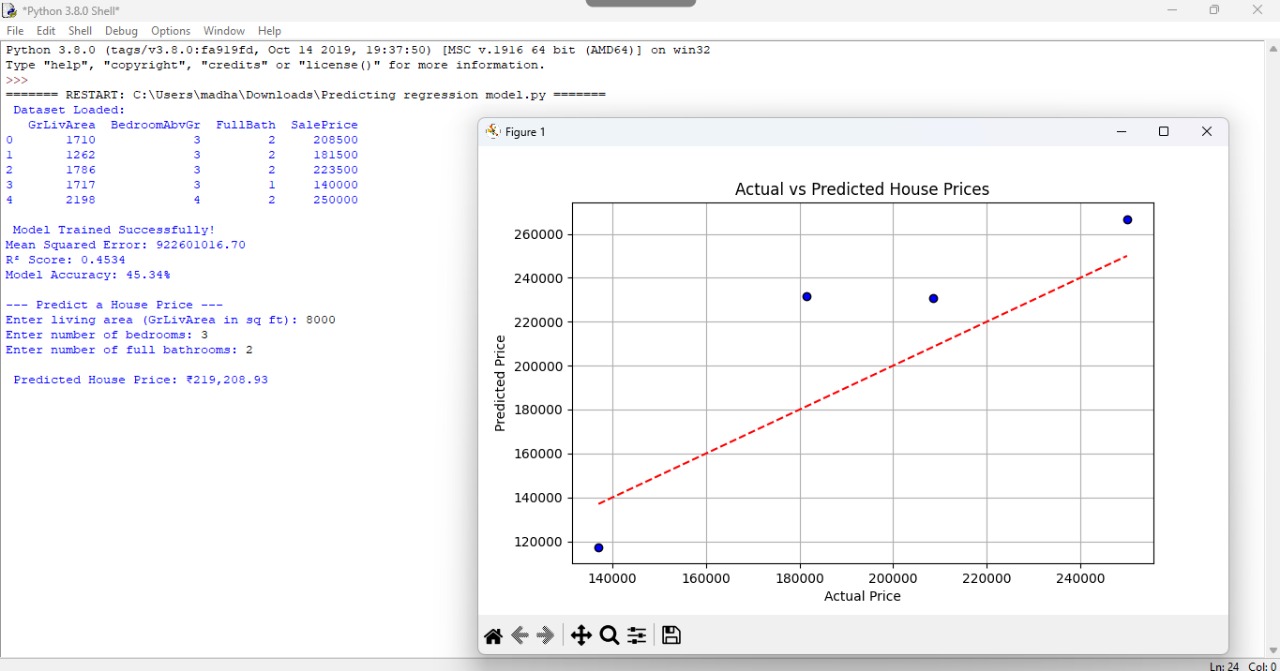 *Python 3.8.0 Shell*
File Edit Shell Debug Options Window Help
Python 3.8.0 (tags/v3.8.0:fa919fd, Oct 14 2019, 19:37:50) [MSC v.1916 64 bit (AMD64)] on win32
Type "help", "copyright", "credits" or "license()" for more information.
>>>
======= RESTART: C:\Users\madha\Downloads\Predicting regression model.py =======
Dataset Loaded:
GrLivArea BedroomAbvGr FullBath SalePrice
0 1710 3 2 208500
1 1262 3 2 181500
2 1786 3 2 223500
3 1717 3 1 140000
4 2198 4 2 250000
Model Trained Successfully!
Mean Squared Error: 922601016.70
R² Score: 0.4534
Model Accuracy: 45.34%
--- Predict a House Price ---
Enter living area (GrLivArea in sq ft): 8000
Enter number of bedrooms: 3
Enter number of full bathrooms: 2
Predicted House Price: ₹219,208.93
Figure 1
Actual vs Predicted House Prices
Predicted Price
260000
240000
220000
200000
180000
160000
140000
120000
140000 160000 180000 200000 220000 240000
Actual Price
Ln: 24 Col: 0